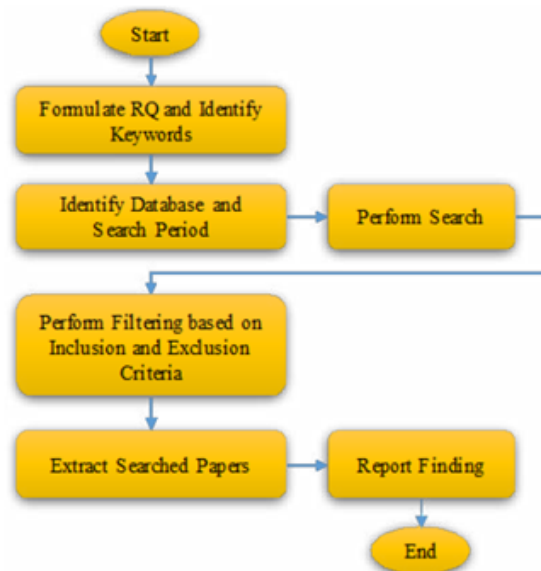 Start
Formulate RQ and Identify
Keywords
Identify Database and
Search Period
Perform Search
Perform Filtering based on
Inclusion and Exclusion
Criteria
Extract Searched Papers
Report Finding
End